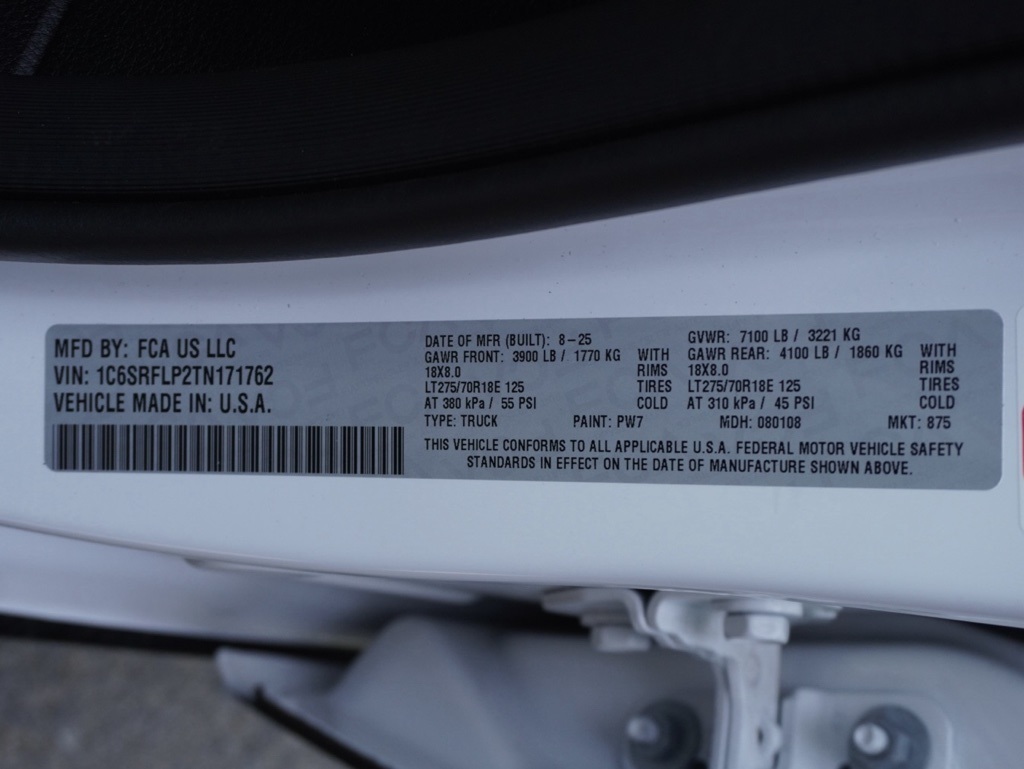 MFD BY: FCA US LLC
VIN: 1C6SRFLP2TN171762
VEHICLE MADE IN: U.S.A.
DATE OF MFR (BUILT): 8-25 GVWR: 7100 LB / 3221 KG
GAWR FRONT: 3900 LB / 1770 KG WITH GAWR REAR: 4100 LB / 1860 KG WITH
18X8.0 RIMS 18X8.0 RIMS
LT275/70R18E 125 TIRES LT275/70R18E 125 TIRES
AT 380 kPa / 55 PSI COLD AT 310 kPa / 45 PSI COLD
TYPE: TRUCK PAINT: PW7 MDH: 080108 MKT: 875
THIS VEHICLE CONFORMS TO ALL APPLICABLE U.S.A. FEDERAL MOTOR VEHICLE SAFETY
STANDARDS IN EFFECT ON THE DATE OF MANUFACTURE SHOWN ABOVE.